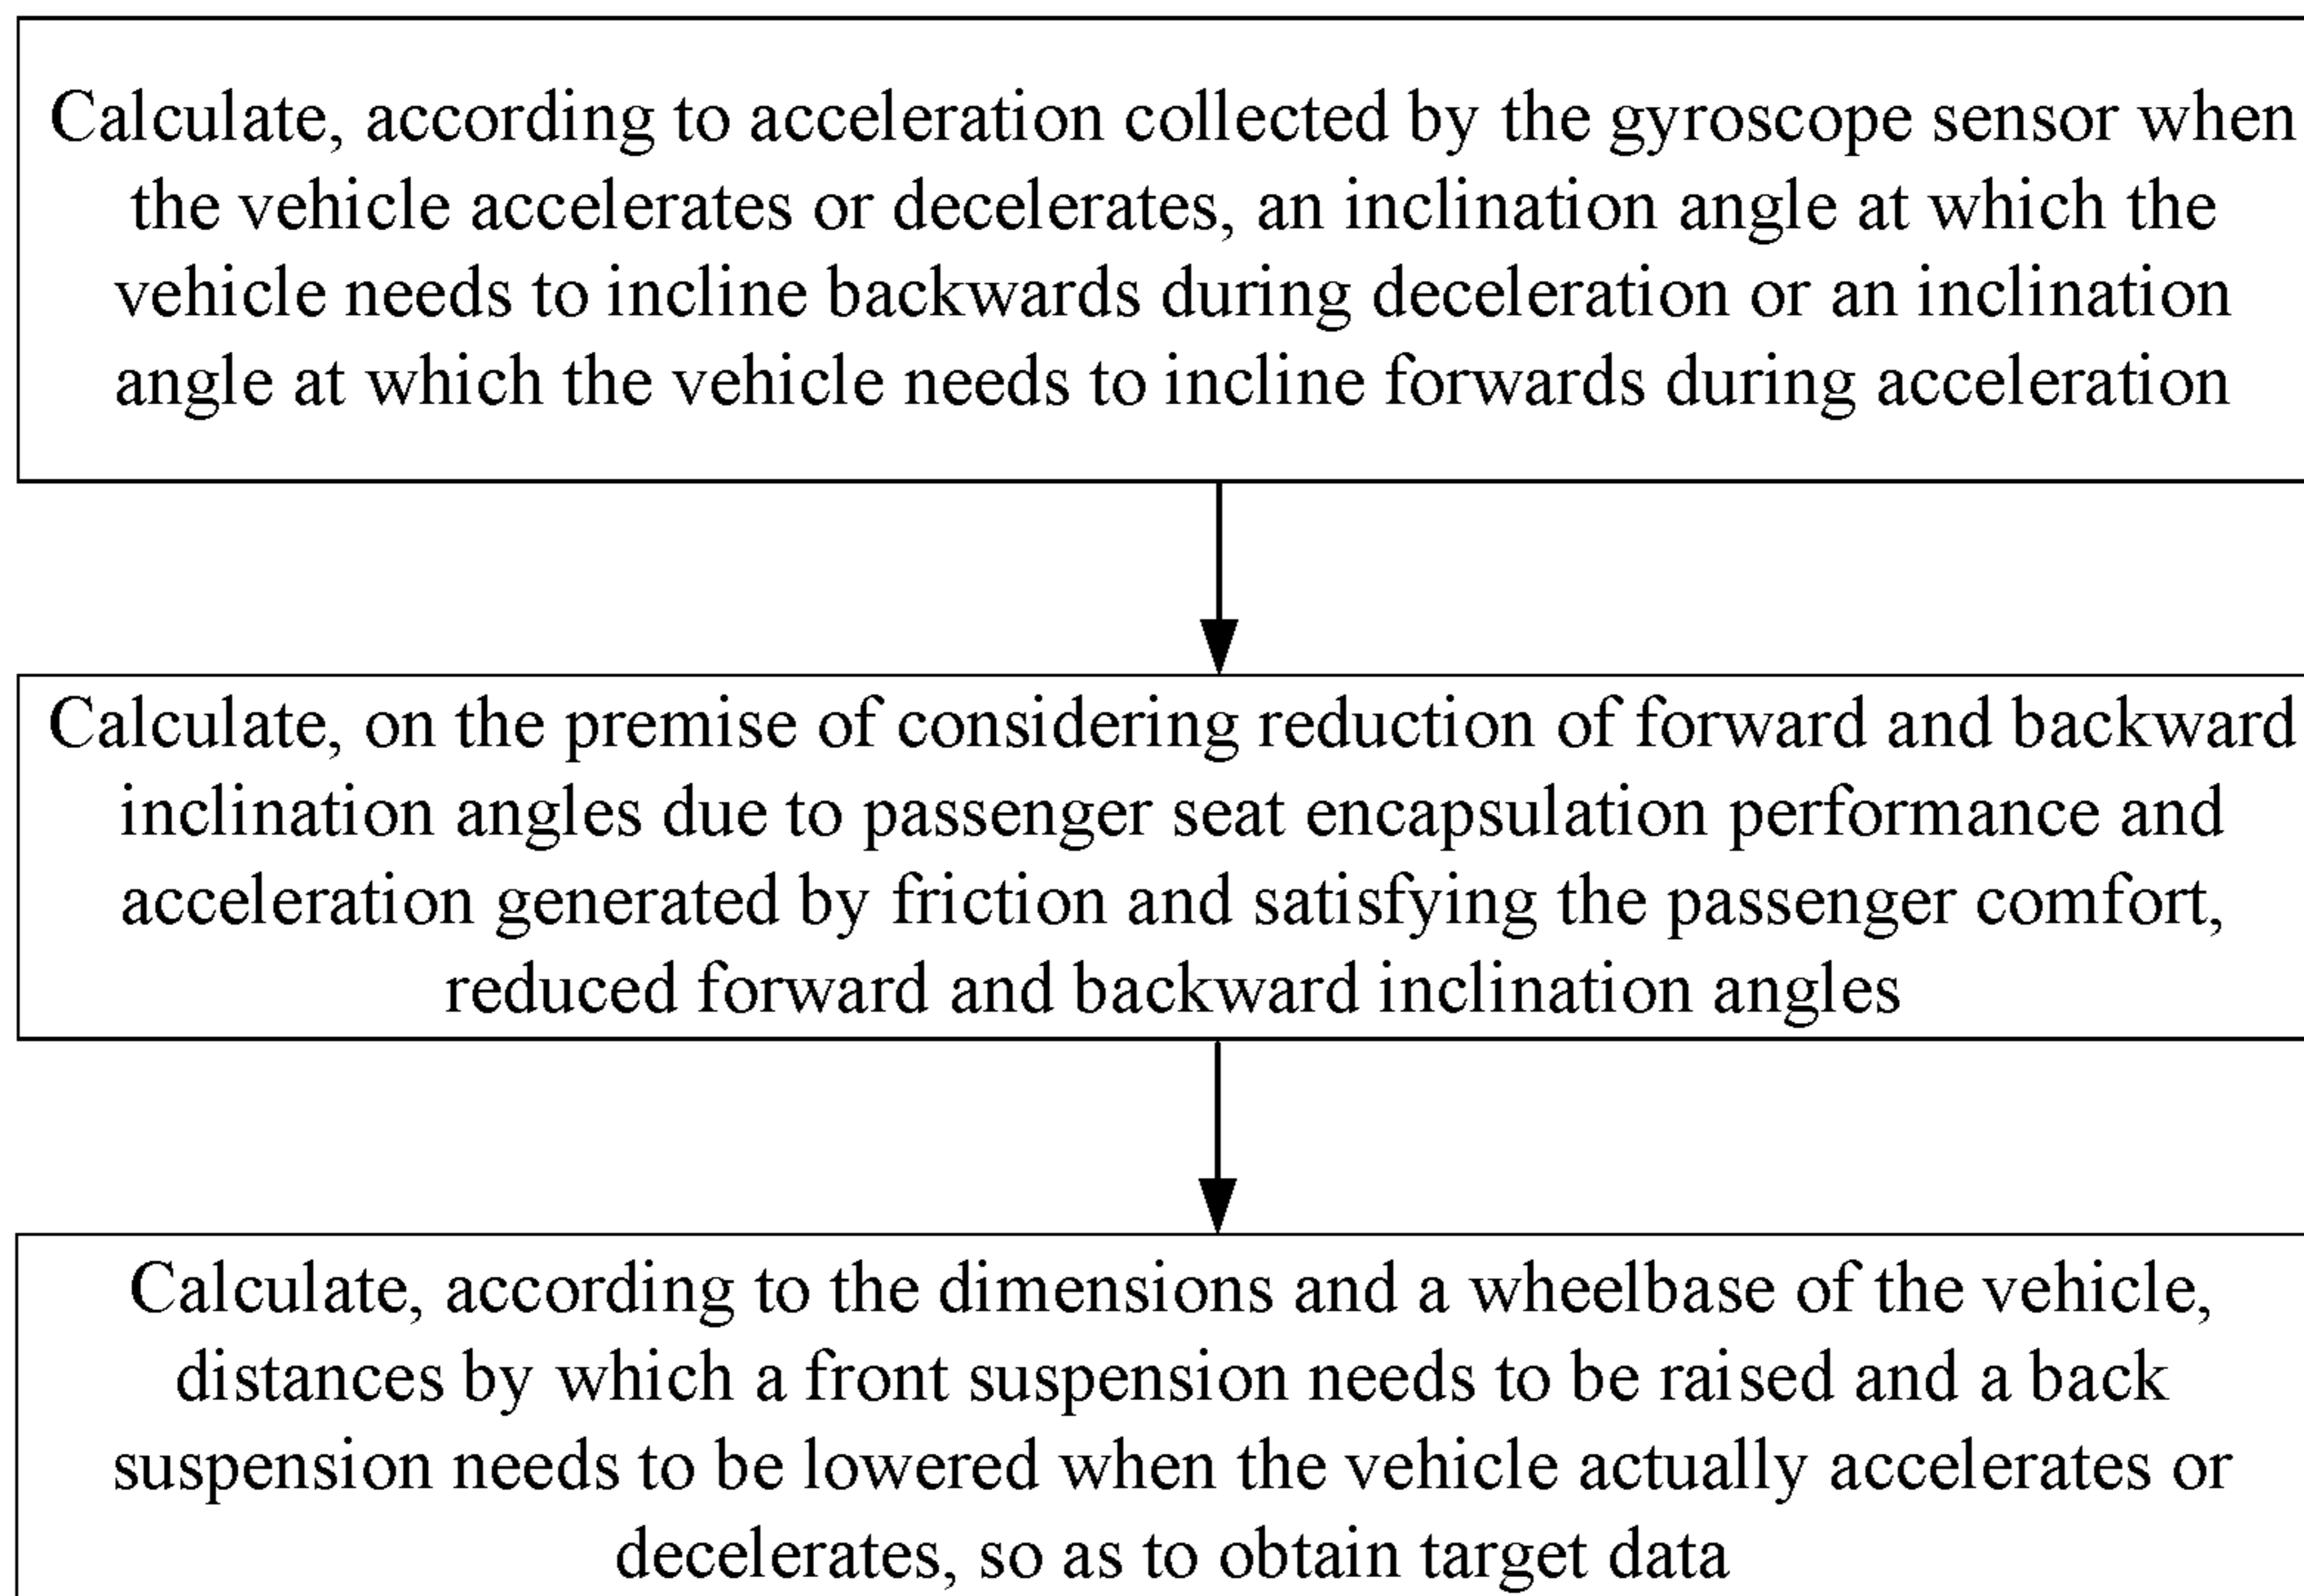 Calculate, according to acceleration collected by the gyroscope sensor when
the vehicle accelerates or decelerates, an inclination angle at which the
vehicle needs to incline backwards during deceleration or an inclination
angle at which the vehicle needs to incline forwards during acceleration
Calculate, on the premise of considering reduction of forward and backward
inclination angles due to passenger seat encapsulation performance and
acceleration generated by friction and satisfying the passenger comfort,
reduced forward and backward inclination angles
Calculate, according to the dimensions and a wheelbase of the vehicle,
distances by which a front suspension needs to be raised and a back
suspension needs to be lowered when the vehicle actually accelerates or
decelerates, so as to obtain target data